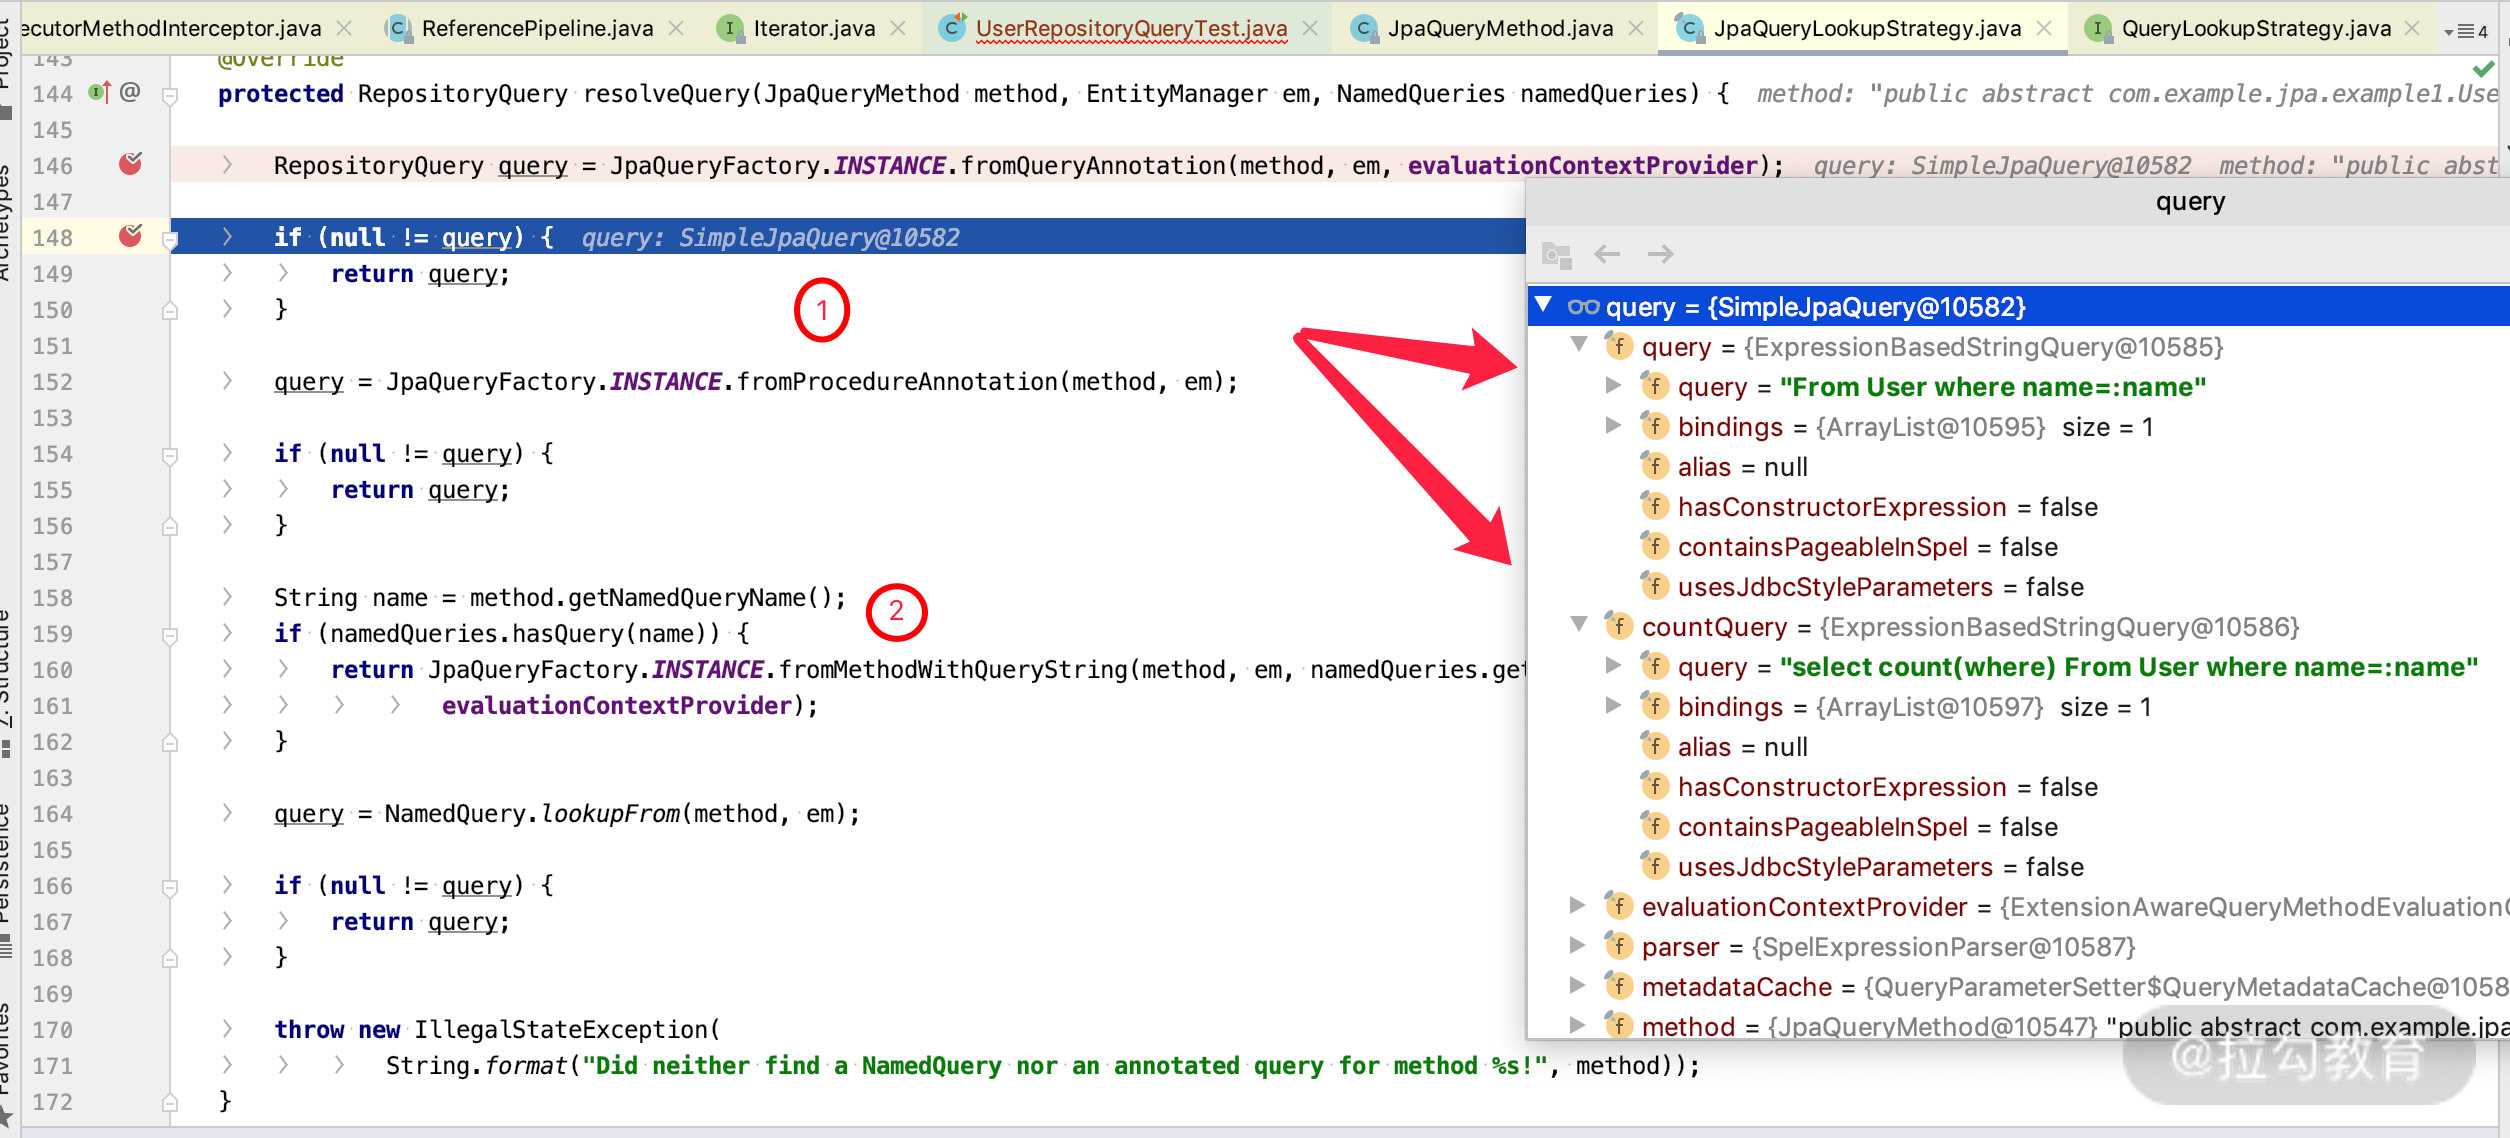 ecutorMethodInterceptor.java ReferencePipeline.java Iterator.java UserRepositoryQueryTest.java JpaQueryMethod.java JpaQueryLookupStrategy.java QueryLookupStrategy.java 4
143 @Override
144 @ protected RepositoryQuery resolveQuery(JpaQueryMethod method, EntityManager em, NamedQueries namedQueries) { method: "public abstract com.example.jpa.example1.Use
145
146 RepositoryQuery query = JpaQueryFactory.INSTANCE.fromQueryAnnotation(method, em, evaluationContextProvider); query: SimpleJpaQuery@10582 method: "public abst
147
148 if (null != query) { query: SimpleJpaQuery@10582
149 return query;
150 }
1
151
152 query = JpaQueryFactory.INSTANCE.fromProcedureAnnotation(method, em);
153
154 if (null != query) {
155 return query;
156 }
157
158 String name = method.getNamedQueryName();
2
159 if (namedQueries.hasQuery(name)) {
160 return JpaQueryFactory.INSTANCE.fromMethodWithQueryString(method, em, namedQueries.get
161 evaluationContextProvider);
162 }
163
164 query = NamedQuery.lookupFrom(method, em);
165
166 if (null != query) {
167 return query;
168 }
169
170 throw new IllegalStateException(
171 String.format("Did neither find a NamedQuery nor an annotated query for method %s!", method));
172 }
query
query = {SimpleJpaQuery@10582}
query = {ExpressionBasedStringQuery@10585}
query = "From User where name=:name"
bindings = {ArrayList@10595} size = 1
alias = null
hasConstructorExpression = false
containsPageableInSpel = false
usesJdbcStyleParameters = false
countQuery = {ExpressionBasedStringQuery@10586}
query = "select count(where) From User where name=:name"
bindings = {ArrayList@10597} size = 1
alias = null
hasConstructorExpression = false
containsPageableInSpel = false
usesJdbcStyleParameters = false
evaluationContextProvider = {ExtensionAwareQueryMethodEvaluation
parser = {SpelExpressionParser@10587}
metadataCache = {QueryParameterSetter$QueryMetadataCache@1058
method = {JpaQueryMethod@10547} "public abstract com.example.jpa
Project
Archetypes
7: Structure
Persistence
Favorites
@拉勾教育